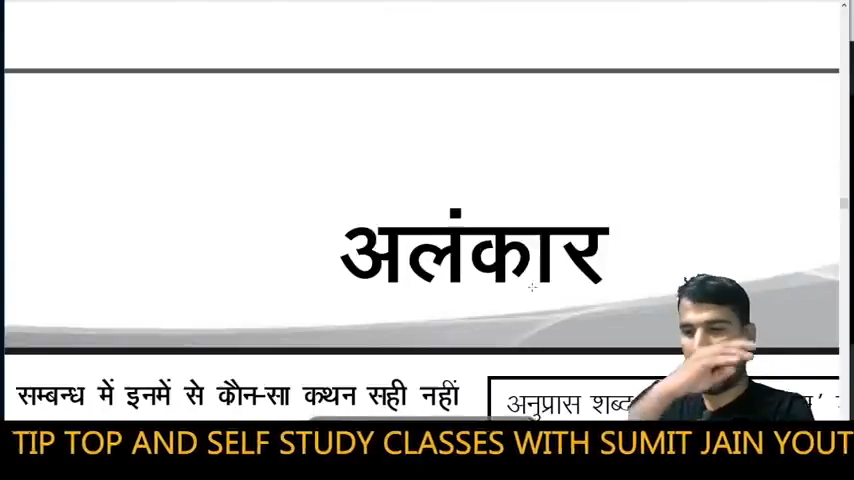 अलंकार
सम्बन्ध में इनमें से कौन-सा कथन सही नहीं
अनुप्रास
TIP TOP AND SELF STUDY CLASSES WITH SUMIT JAIN YOUT